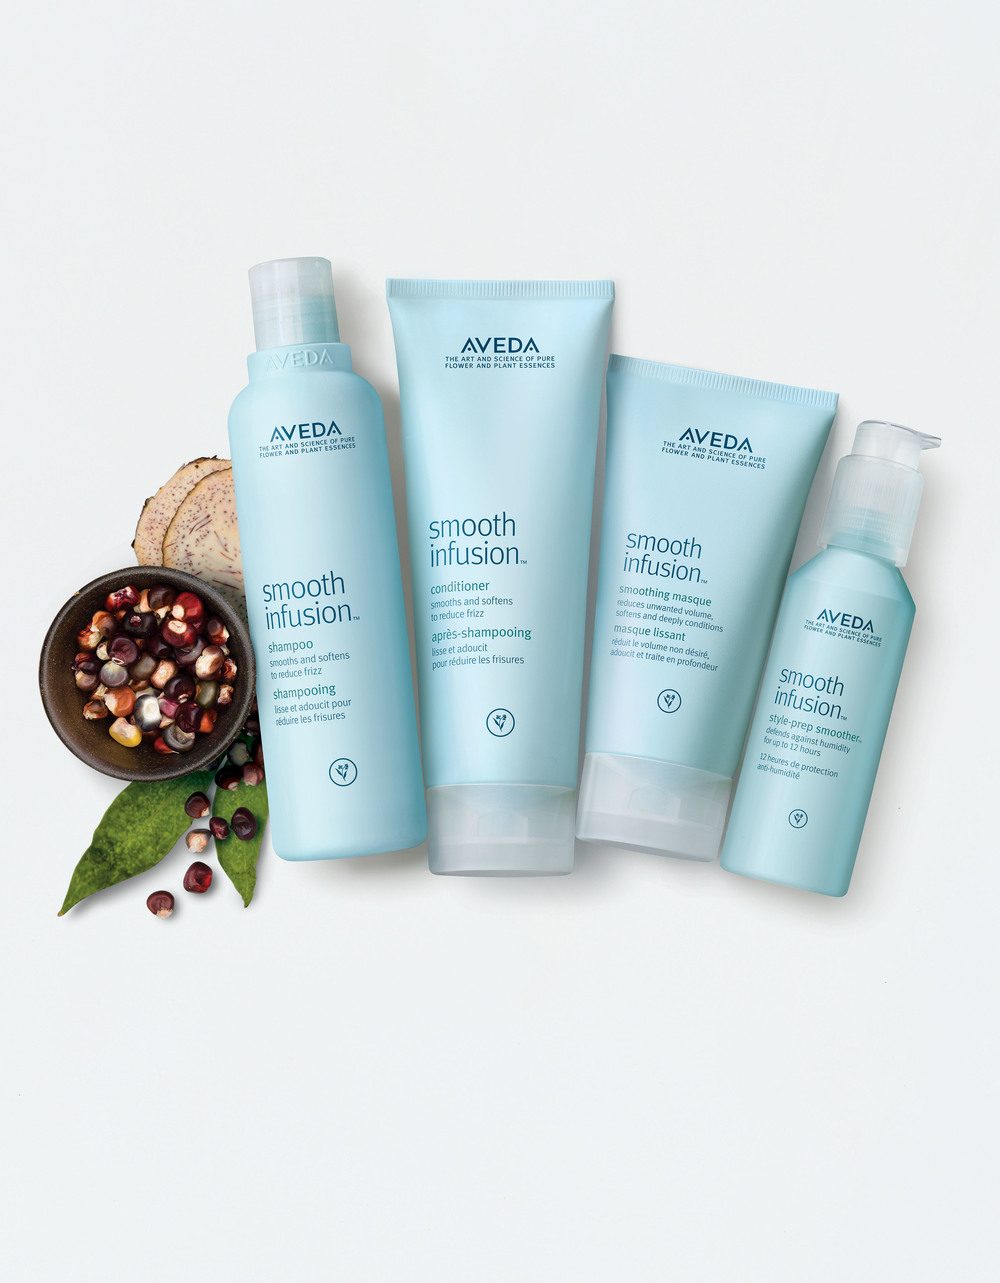 AVEDA
AVEDA
THE ART AND SCIENCE OF PURE
FLOWER AND PLANT ESSENCES
smooth
infusion™
shampoo
smooths and softens
to reduce frizz
shampooing
lisse et adoucit pour
réduire les frisures
AVEDA
THE ART AND SCIENCE OF PURE
FLOWER AND PLANT ESSENCES
smooth
infusion™
conditioner
smooths and softens
to reduce frizz
après-shampooing
lisse et adoucit
pour réduire les frisures
AVEDA
THE ART AND SCIENCE OF PURE
FLOWER AND PLANT ESSENCES
smooth
infusion™
smoothing masque
reduces unwanted volume,
softens and deeply conditions
masque lissant
réduit le volume non désiré,
adoucit et traite en profondeur
AVEDA
THE ART AND SCIENCE OF PURE
FLOWER AND PLANT ESSENCES
smooth
infusion™
style-prep smoother™
defends against humidity
for up to 12 hours
12 heures de protection
anti-humidité